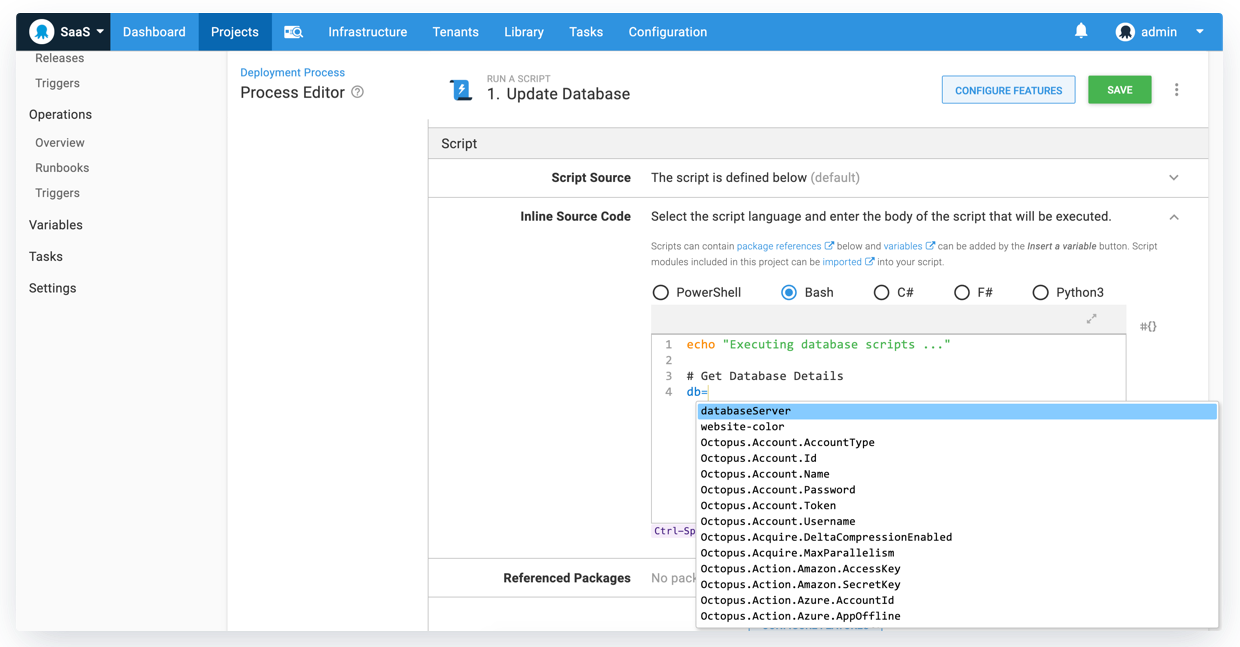 SaaS
Dashboard
Projects
Infrastructure
Tenants
Library
Tasks
Configuration
admin
Releases
Triggers
Operations
Overview
Runbooks
Triggers
Variables
Tasks
Settings
Deployment Process
Process Editor
RUN A SCRIPT
1. Update Database
CONFIGURE FEATURES
SAVE
Script
Script Source
The script is defined below (default)
Inline Source Code
Select the script language and enter the body of the script that will be executed.
Scripts can contain package references below and variables can be added by the Insert a variable button. Script
modules included in this project can be imported into your script.
PowerShell
Bash
C#
F#
Python3
#{}
1 echo "Executing database scripts ..."
2
3 # Get Database Details
4 db=
databaseServer
website-color
Octopus.Account.AccountType
Octopus.Account.Id
Octopus.Account.Name
Octopus.Account.Password
Octopus.Account.Token
Octopus.Account.Username
Octopus.Acquire.DeltaCompressionEnabled
Octopus.Acquire.MaxParallelism
Octopus.Action.Amazon.AccessKey
Octopus.Action.Amazon.SecretKey
Octopus.Action.Azure.AccountId
Octopus.Action.Azure.AppOffline
Ctrl-Sp
Referenced Packages
No pack